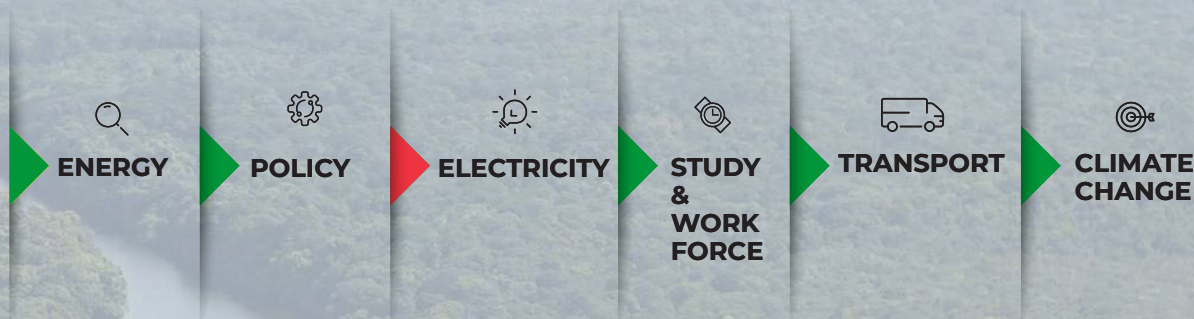 ENERGY
POLICY
ELECTRICITY
STUDY
&
WORK
FORCE
TRANSPORT
CLIMATE
CHANGE